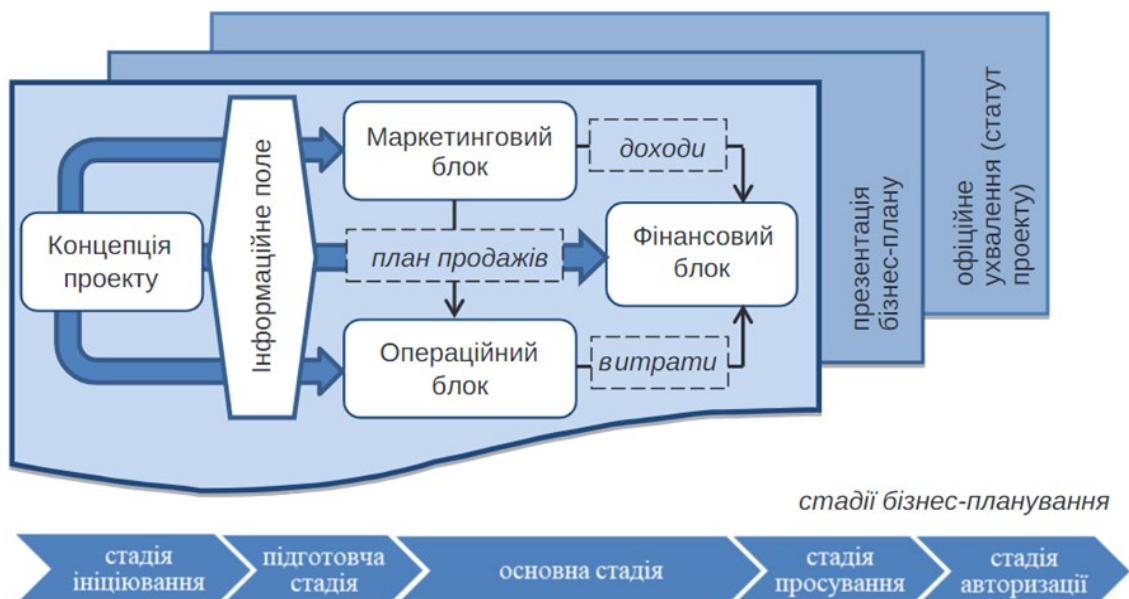 Маркетинговий
блок
доходи
Концепція
проекту
Інформаційне поле
план продажів
Фінансовий
блок
Операційний
блок
витрати
презентація
бізнес-плану
офіційне
ухвалення (статут
проекту)
стадії бізнес-планування
стадія
ініціювання
підготовча
стадія
основна стадія
стадія
просування
стадія
авторизації